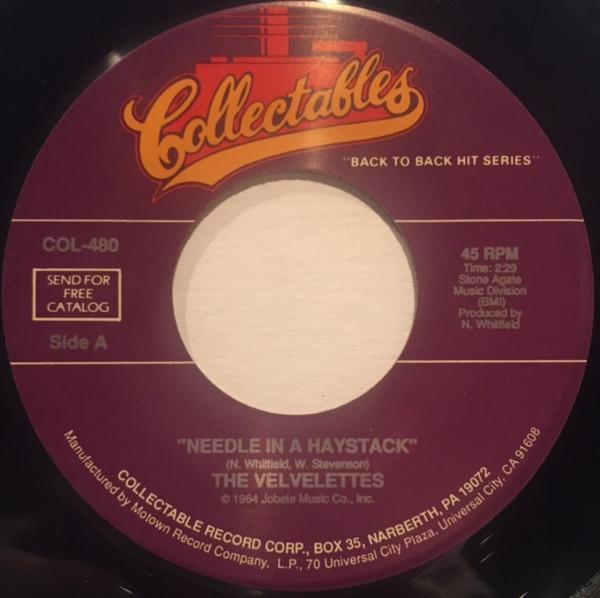 Collectables
"BACK TO BACK HIT SERIES"
COL-480
SEND FOR
FREE
CATALOG
Side A
45 RPM
Time: 2:29
Stone Agate
Music Division
(BMI)
Produced by
N. Whitfield
"NEEDLE IN A HAYSTACK"
(N. Whitfield, W. Stevenson)
THE VELVELETTES
© 1964 Jobete Music Co., Inc.
COLLECTABLE RECORD CORP., BOX 35, NARBERTH, PA 19072
Manufactured by Motown Record Company, L.P., 70 Universal City Plaza, Universal City, CA 91608